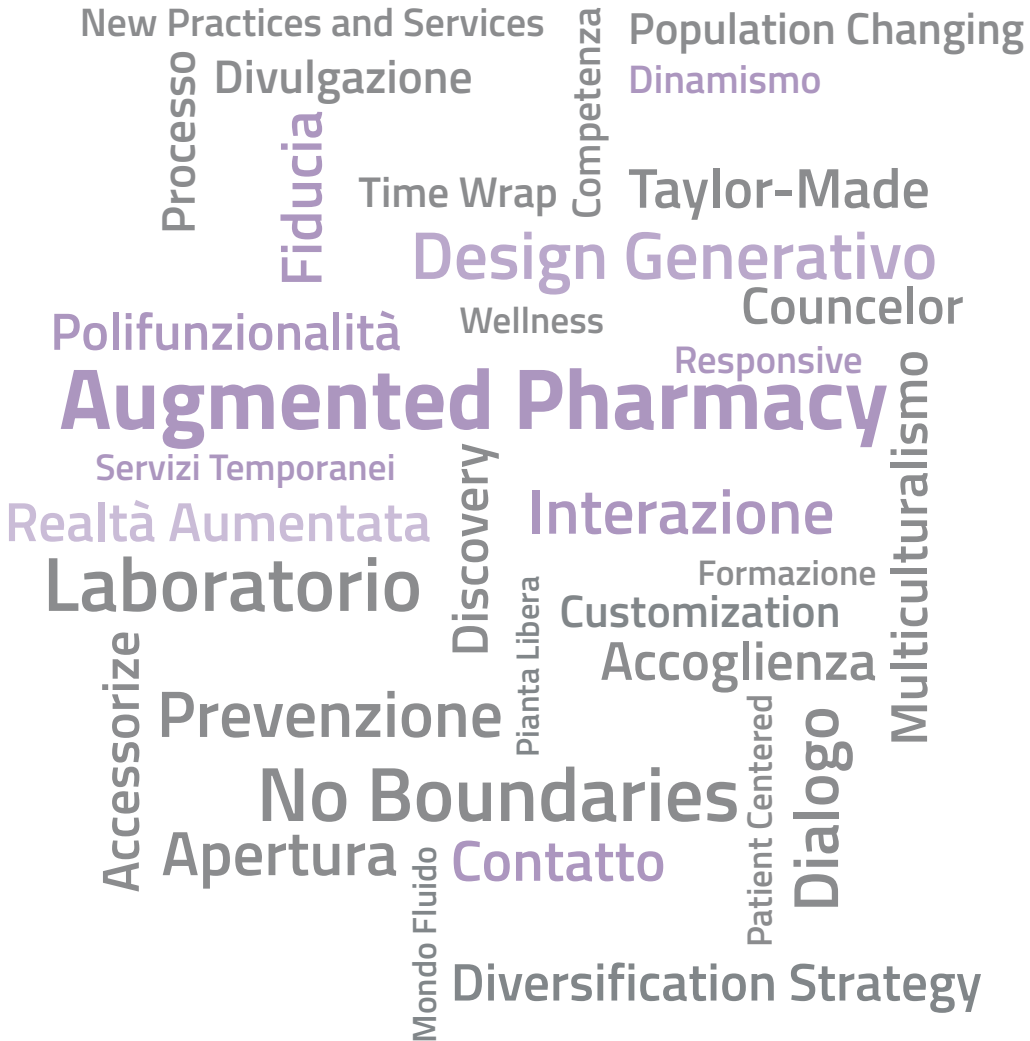 New Practices and Services
Competenza
Population Changing
Processo
Divulgazione
Dinamismo
Fiducia
Time Wrap
Taylor-Made
Design Generativo
Councelor
Polifunzionalità
Wellness
Responsive
Augmented Pharmacy
Multiculturalismo
Servizi Temporanei
Discovery
Realtà Aumentata
Interazione
Laboratorio
Formazione
Pianta Libera
Customization
Accoglienza
Accessorize
Prevenzione
Patient Centered
Dialogo
No Boundaries
Apertura
Contatto
Mondo Fluido
Diversification Strategy